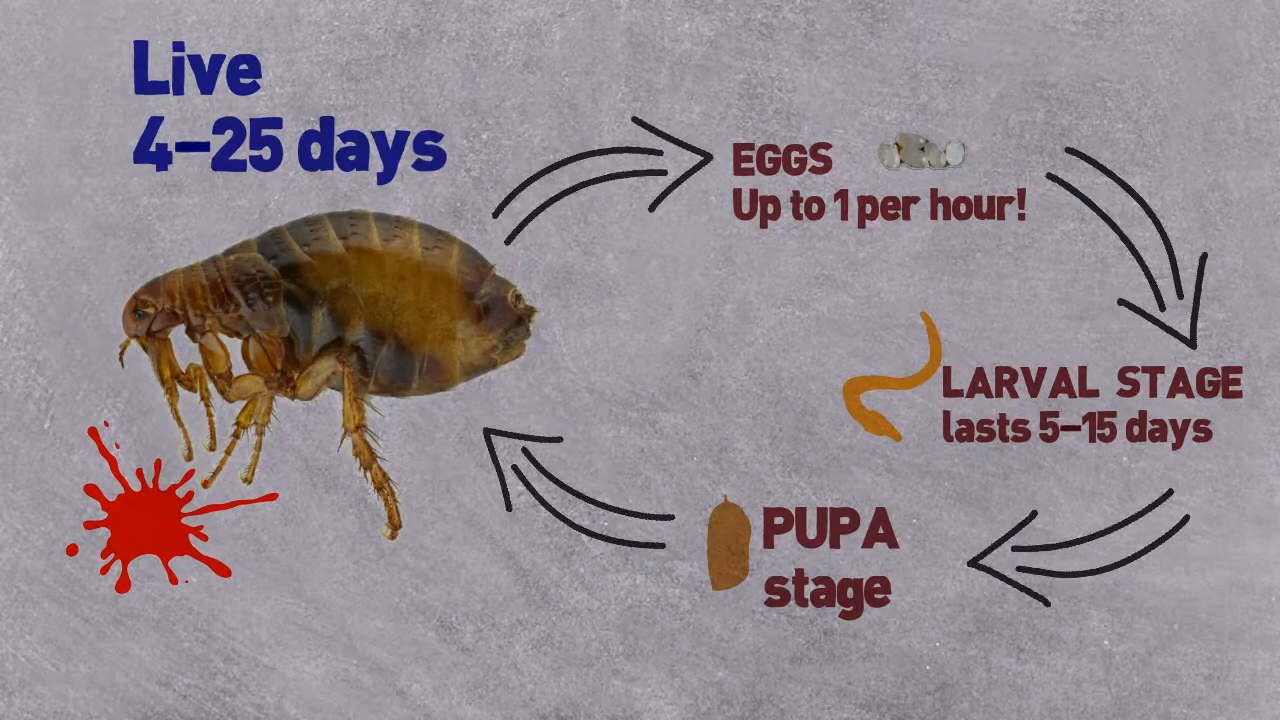 Live
4–25 days
EGGS
Up to 1 per hour!
LARVAL STAGE
lasts 5–15 days
PUPA
stage